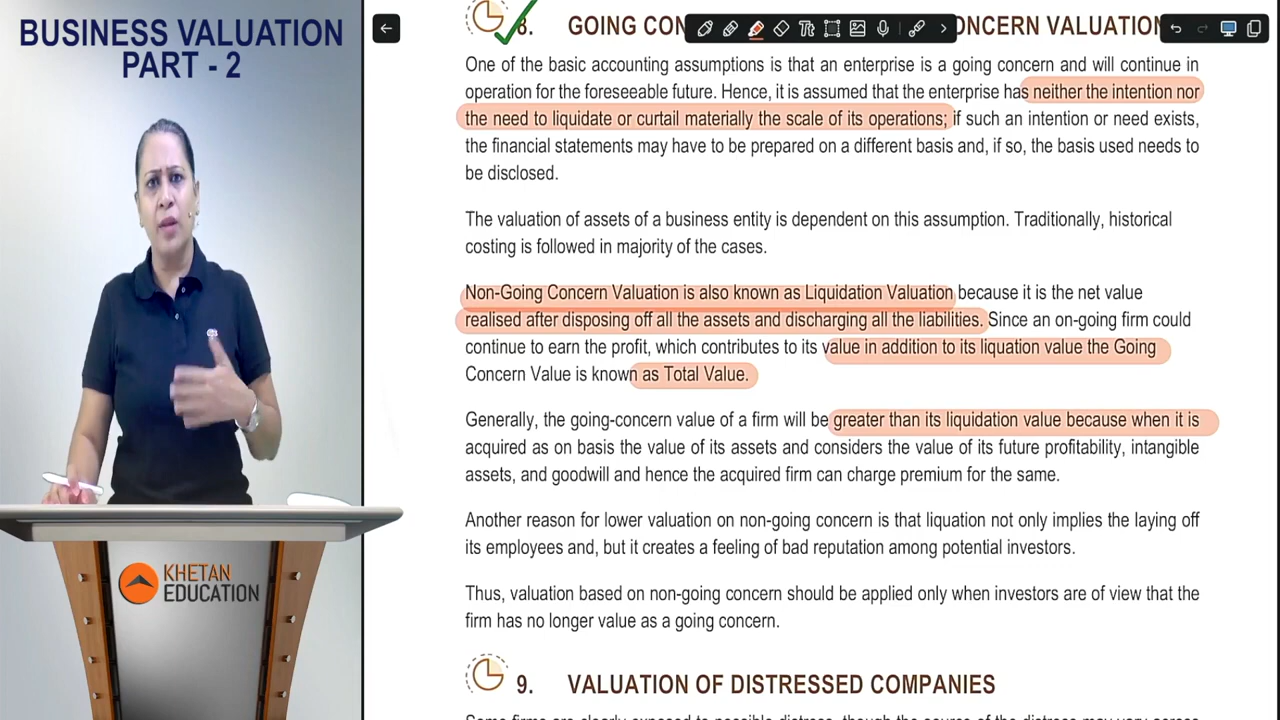 BUSINESS VALUATION
PART - 2
KHETAN
EDUCATION
8. GOING CON ONCERN VALUATION
One of the basic accounting assumptions is that an enterprise is a going concern and will continue in
operation for the foreseeable future. Hence, it is assumed that the enterprise has neither the intention nor
the need to liquidate or curtail materially the scale of its operations; if such an intention or need exists,
the financial statements may have to be prepared on a different basis and, if so, the basis used needs to
be disclosed.
The valuation of assets of a business entity is dependent on this assumption. Traditionally, historical
costing is followed in majority of the cases.
Non-Going Concern Valuation is also known as Liquidation Valuation because it is the net value
realised after disposing off all the assets and discharging all the liabilities. Since an on-going firm could
continue to earn the profit, which contributes to its value in addition to its liquation value the Going
Concern Value is known as Total Value.
Generally, the going-concern value of a firm will be greater than its liquidation value because when it is
acquired as on basis the value of its assets and considers the value of its future profitability, intangible
assets, and goodwill and hence the acquired firm can charge premium for the same.
Another reason for lower valuation on non-going concern is that liquation not only implies the laying off
its employees and, but it creates a feeling of bad reputation among potential investors.
Thus, valuation based on non-going concern should be applied only when investors are of view that the
firm has no longer value as a going concern.
9. VALUATION OF DISTRESSED COMPANIES